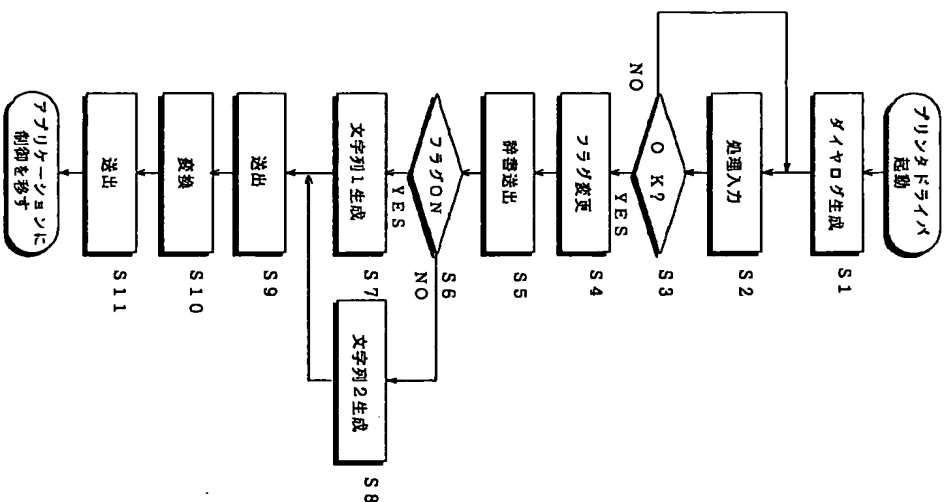 プリンタドライバ
起動
ダイヤログ生成
S1
処理入力
S2
OK?
S3
NO
YES
フラグ変更
S4
辞書送出
S5
フラグON
S6
YES
NO
文字列1生成
S7
文字列2生成
S8
送出
S9
変換
S10
送出
S11
アプリケーションに
制御を移す